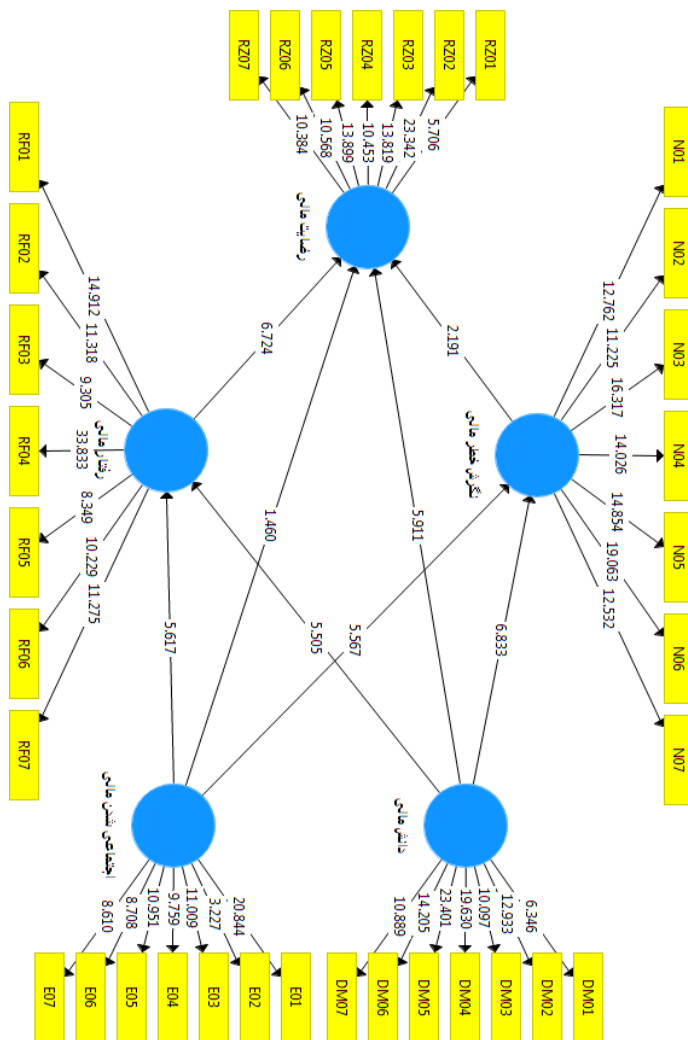 RZ07
RZ06
RZ05
RZ04
RZ03
RZ02
RZ01
10.384
10.568
13.899
10.453
13.819
23.342
5.706
رضایت مالی
RF01
RF02
RF03
RF04
RF05
RF06
RF07
14.912
11.318
9.305
33.833
8.349
10.229
11.275
رفتار مالی
N01
N02
N03
N04
N05
N06
N07
12.762
11.225
16.317
14.026
14.854
19.063
12.532
نگرش خطر مالی
6.724
2.191
1.460
5.911
5.617
5.505
5.567
6.833
اجتماعی شدن مالی
8.610
8.708
10.951
9.759
11.009
3.227
20.844
E07
E06
E05
E04
E03
E02
E01
دانش مالی
10.889
14.205
23.401
19.630
10.097
12.933
6.346
DM07
DM06
DM05
DM04
DM03
DM02
DM01